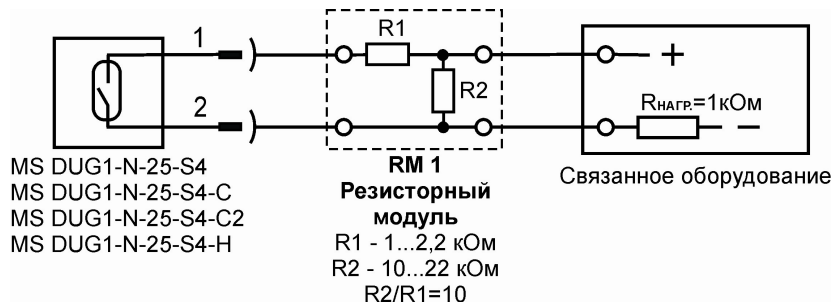 1
2
R1
R2
+
Rнагр.=1кОм
−
MS DUG1-N-25-S4
MS DUG1-N-25-S4-C
MS DUG1-N-25-S4-C2
MS DUG1-N-25-S4-H
RM 1
Резисторный
модуль
R1 - 1...2,2 кОм
R2 - 10...22 кОм
R2/R1=10
Связанное оборудование